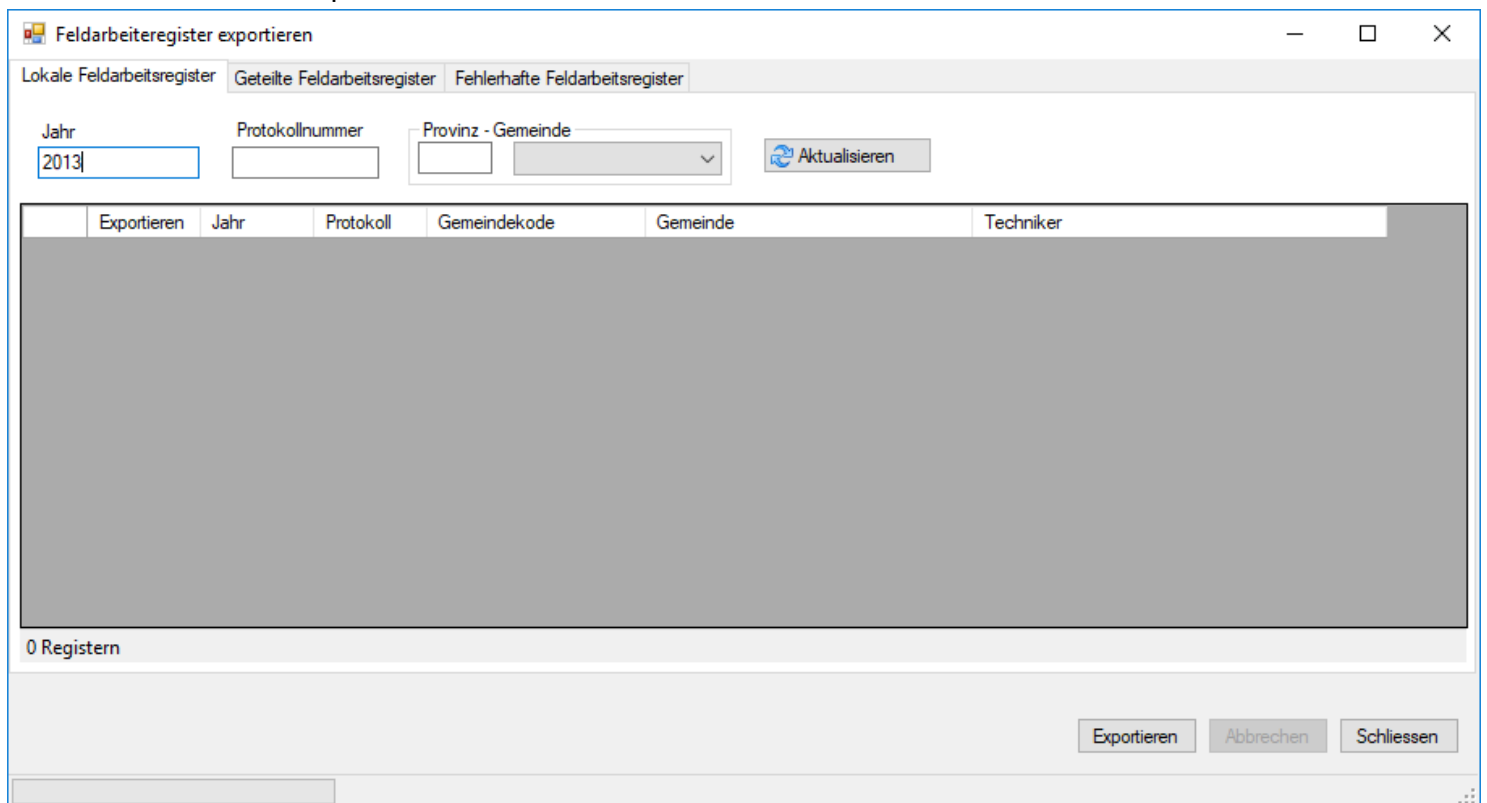 Feldarbeiteregister exportieren
Lokale Feldarbeitsregister Geteilte Feldarbeitsregister Fehlerhafte Feldarbeitsregister
Jahr Protokollnummer Provinz - Gemeinde
2013 Aktualisieren
Exportieren Jahr Protokoll Gemeindekode Gemeinde Techniker
0 Registern
Exportieren Abbrechen Schliessen